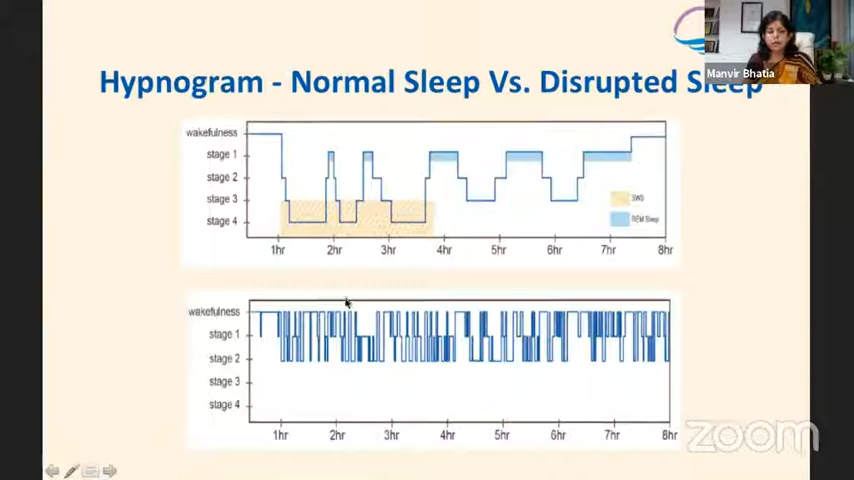 Manvir Bhatia
Hypnogram - Normal Sleep Vs. Disrupted Sleep
wakefulness
stage 1
stage 2
stage 3
stage 4
SWS
REM Sleep
1hr 2hr 3hr 4hr 5hr 6hr 7hr 8hr
wakefulness
stage 1
stage 2
stage 3
stage 4
1hr 2hr 3hr 4hr 5hr 6hr 7hr 8hr
zoom